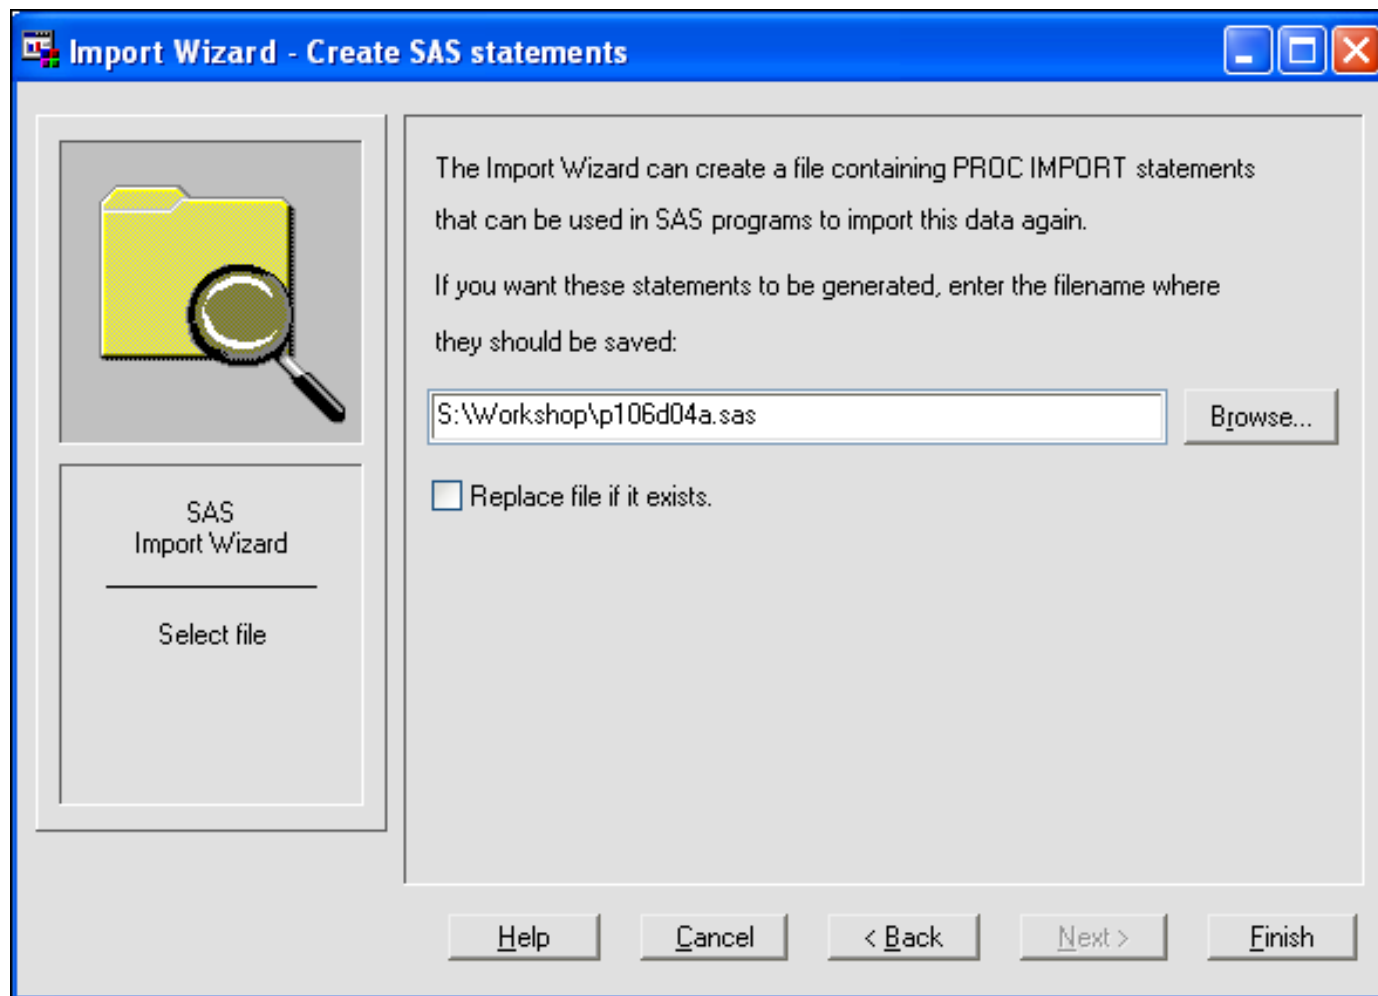 Import Wizard - Create SAS statements
The Import Wizard can create a file containing PROC IMPORT statements
that can be used in SAS programs to import this data again.
If you want these statements to be generated, enter the filename where
they should be saved:
S:\Workshop\p106d04a.sas
Browse...
Replace file if it exists.
SAS
Import Wizard
Select file
Help
Cancel
< Back
Next >
Finish